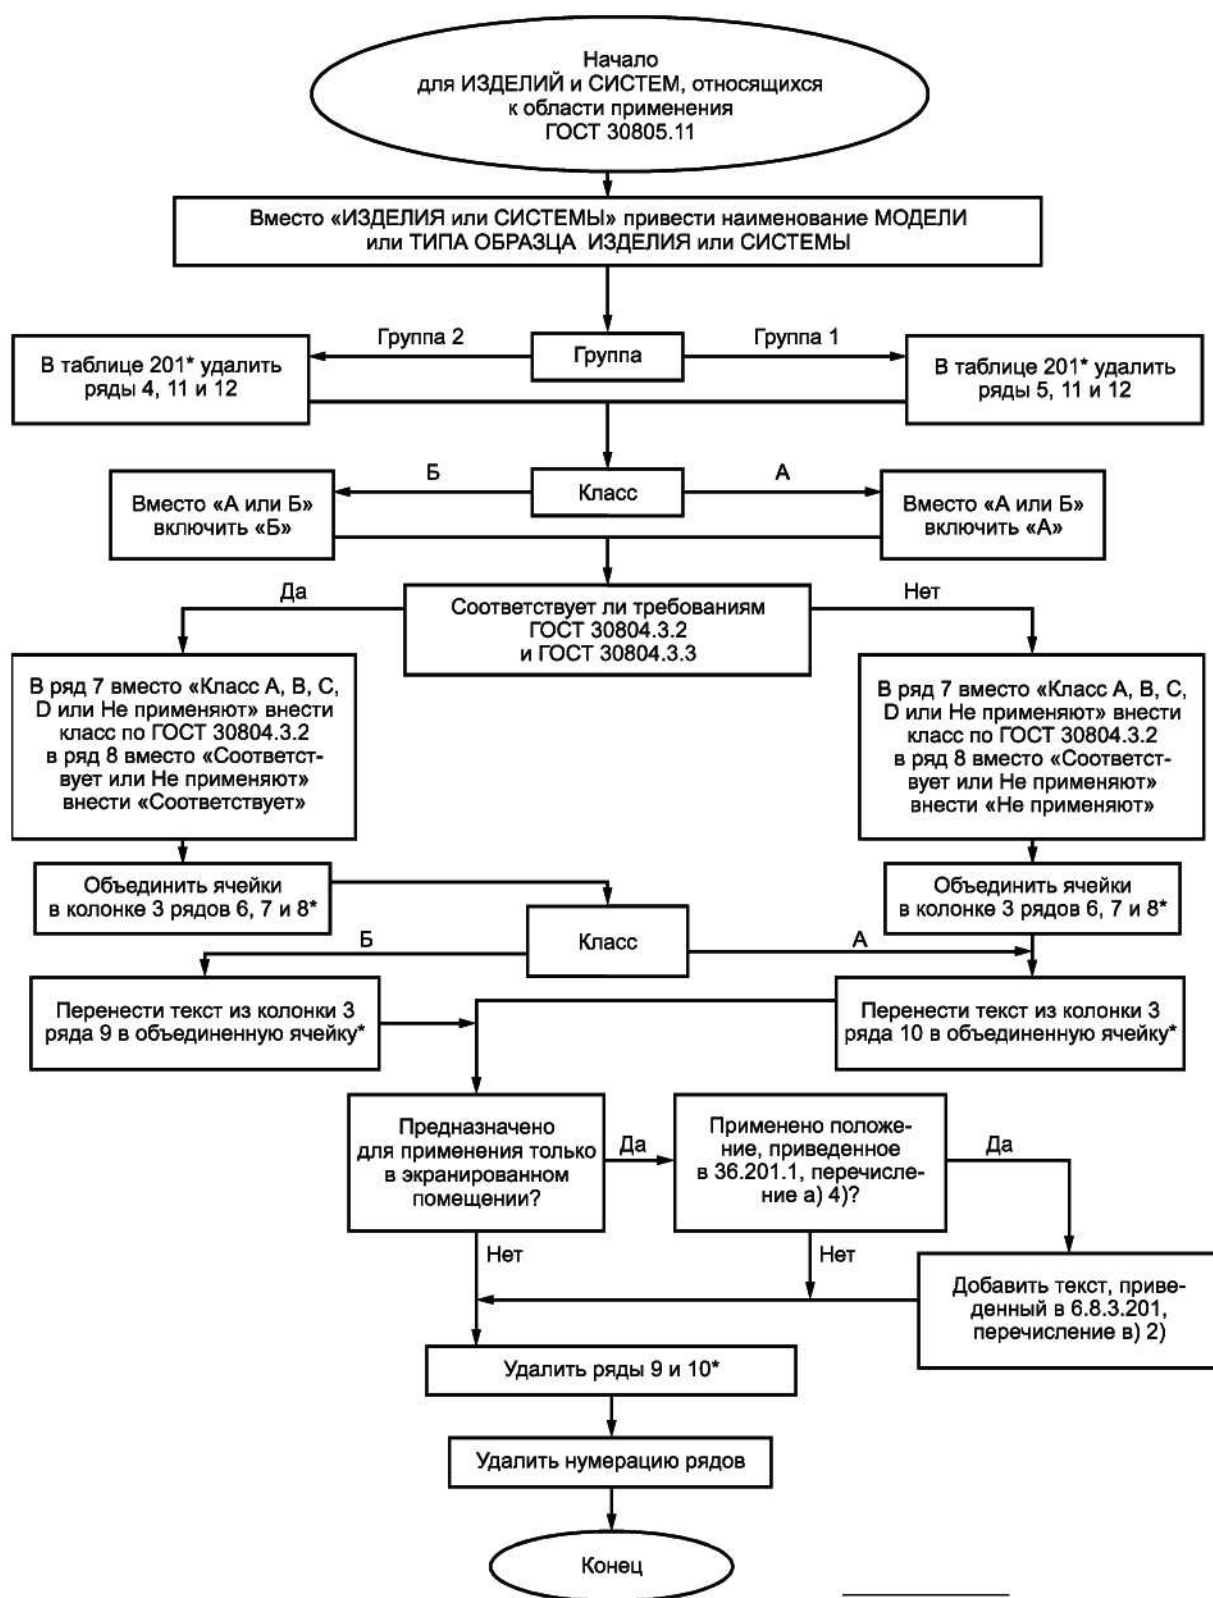 Начало
для ИЗДЕЛИЙ и СИСТЕМ, относящихся
к области применения
ГОСТ 30805.11
Вместо «ИЗДЕЛИЯ или СИСТЕМЫ» привести наименование МОДЕЛИ
или ТИПА ОБРАЗЦА ИЗДЕЛИЯ или СИСТЕМЫ
Группа 2
Группа
Группа 1
В таблице 201* удалить
ряды 4, 11 и 12
В таблице 201* удалить
ряды 5, 11 и 12
Б
Класс
А
Вместо «А или Б»
включить «Б»
Вместо «А или Б»
включить «А»
Да
Соответствует ли требованиям
ГОСТ 30804.3.2
и ГОСТ 30804.3.3
Нет
В ряд 7 вместо «Класс А, В, С,
D или Не применяют» внести
класс по ГОСТ 30804.3.2
в ряд 8 вместо «Соответст-
вует или Не применяют»
внести «Соответствует»
В ряд 7 вместо «Класс А, В, С,
D или Не применяют» внести
класс по ГОСТ 30804.3.2
в ряд 8 вместо «Соответст-
вует или Не применяют»
внести «Не применяют»
Объединить ячейки
в колонке 3 рядов 6, 7 и 8*
Объединить ячейки
в колонке 3 рядов 6, 7 и 8*
Б
Класс
А
Перенести текст из колонки 3
ряда 9 в объединенную ячейку*
Перенести текст из колонки 3
ряда 10 в объединенную ячейку*
Предназначено
для применения только
в экранированном
помещении?
Да
Применено положе-
ние, приведенное
в 36.201.1, перечисле-
ние а) 4)?
Да
Нет
Нет
Добавить текст, приве-
денный в 6.8.3.201,
перечисление в) 2)
Удалить ряды 9 и 10*
Удалить нумерацию рядов
Конец